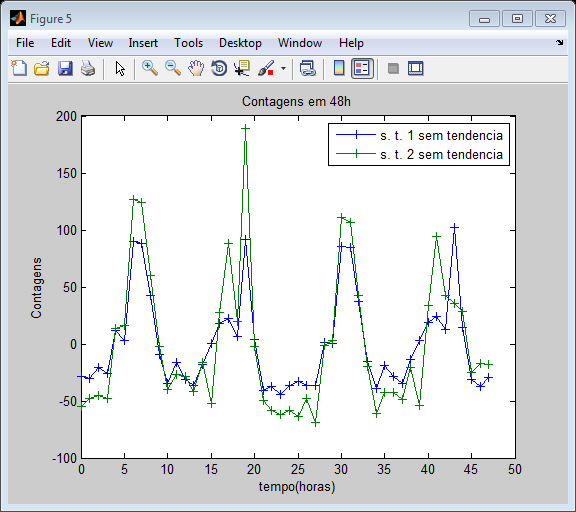 Figure 5
File Edit View Insert Tools Desktop Window Help
Contagens em 48h
s. t. 1 sem tendencia
s. t. 2 sem tendencia
200
150
100
50
0
-50
-100
Contagens
0 5 10 15 20 25 30 35 40 45 50
tempo(horas)